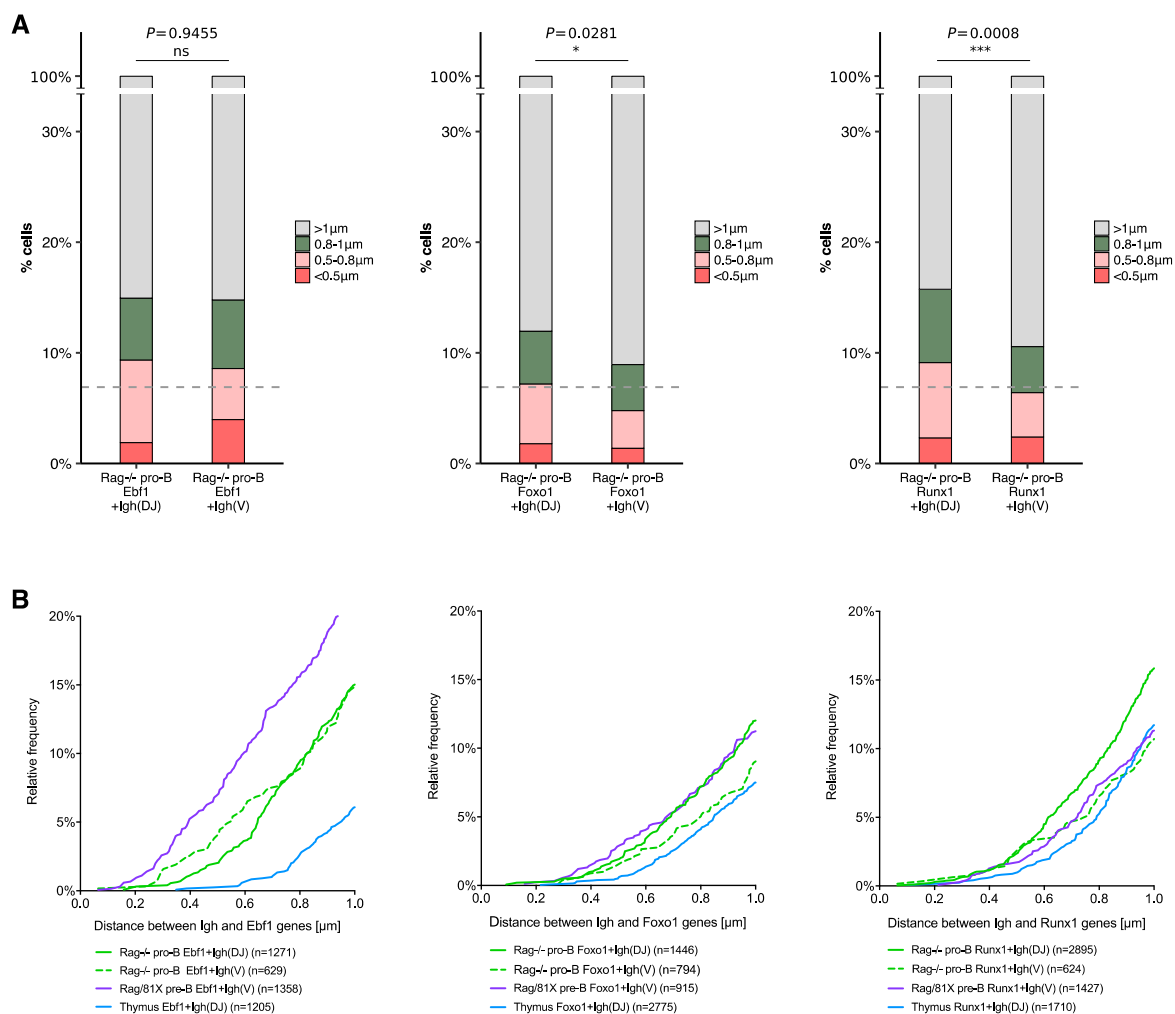 A
P=0.9455
ns
100%
30%
20%
10%
0%
% cells
>1μm
0.8-1μm
0.5-0.8μm
<0.5μm
Rag-/- pro-B
Ebf1
+Igh(DJ)
Rag-/- pro-B
Ebf1
+Igh(V)
P=0.0281
*
100%
30%
20%
10%
0%
% cells
>1μm
0.8-1μm
0.5-0.8μm
<0.5μm
Rag-/- pro-B
Foxo1
+Igh(DJ)
Rag-/- pro-B
Foxo1
+Igh(V)
P=0.0008
***
100%
30%
20%
10%
0%
% cells
>1μm
0.8-1μm
0.5-0.8μm
<0.5μm
Rag-/- pro-B
Runx1
+Igh(DJ)
Rag-/- pro-B
Runx1
+Igh(V)
B
20%
15%
10%
5%
0%
Relative frequency
0.0 0.2 0.4 0.6 0.8 1.0
Distance between Igh and Ebf1 genes [μm]
Rag-/- pro-B Ebf1+Igh(DJ) (n=1271)
Rag-/- pro-B Ebf1+Igh(V) (n=629)
Rag/81X pre-B Ebf1+Igh(V) (n=1358)
Thymus Ebf1+Igh(DJ) (n=1205)
20%
15%
10%
5%
0%
Relative frequency
0.0 0.2 0.4 0.6 0.8 1.0
Distance between Igh and Foxo1 genes [μm]
Rag-/- pro-B Foxo1+Igh(DJ) (n=1446)
Rag-/- pro-B Foxo1+Igh(V) (n=794)
Rag/81X pre-B Foxo1+Igh(V) (n=915)
Thymus Foxo1+Igh(DJ) (n=2775)
20%
15%
10%
5%
0%
Relative frequency
0.0 0.2 0.4 0.6 0.8 1.0
Distance between Igh and Runx1 genes [μm]
Rag-/- pro-B Runx1+Igh(DJ) (n=2895)
Rag-/- pro-B Runx1+Igh(V) (n=624)
Rag/81X pre-B Runx1+Igh(V) (n=1427)
Thymus Runx1+Igh(DJ) (n=1710)